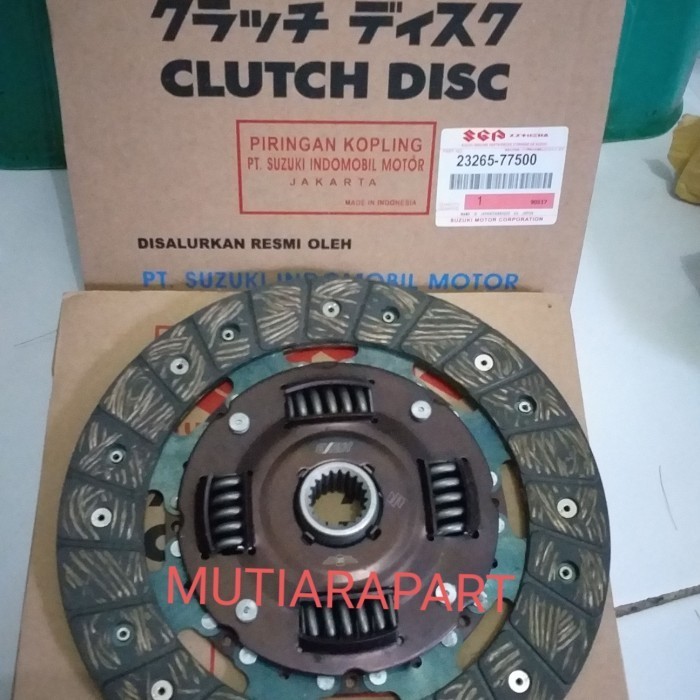 クラッチ ディスク
CLUTCH DISC
PIRINGAN KOPLING
PT. SUZUKI INDOMOBIL MOTOR
JAKARTA
MADE IN INDONESIA
SGP
23265-77500
1
SUZUKI MOTOR CORPORATION
DISALURKAN RESMI OLEH
PT. SUZUKI INDOMOBIL MOTOR
MUTIARAPART